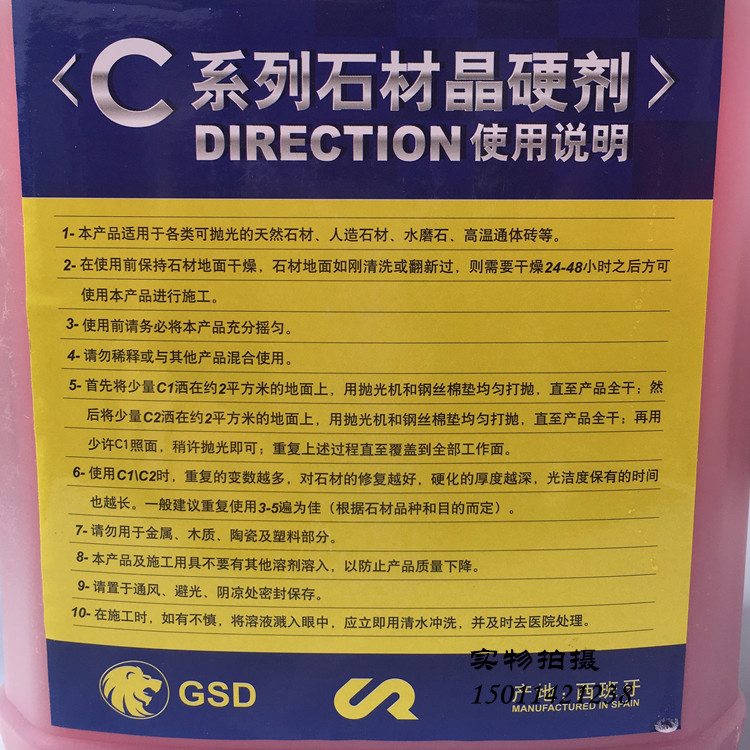 〈C系列石材晶硬剂〉
DIRECTION 使用说明
1- 本产品适用于各类可抛光的天然石材、人造石材、水磨石、高温通体砖等。
2- 在使用前保持石材地面干燥，石材地面如刚清洗或翻新过，则需要干燥24-48小时之后方可
使用本产品进行施工。
3- 使用前请务必将本产品充分摇匀。
4- 请勿稀释或与其他产品混合使用。
5- 首先将少量C1洒在约2平方米的地面上，用抛光机和钢丝棉垫均匀打抛，直至产品全干；然
后将少量C2洒在约2平方米的地面上，用抛光机和钢丝棉垫均匀打抛，直至产品全干；再用
少许C1照面，稍许抛光即可；重复上述过程直至覆盖到全部工作面。
6- 使用C1\C2时，重复的变数越多，对石材的修复越好，硬化的厚度越深，光洁度保有的时间
也越长。一般建议重复使用3-5遍为佳（根据石材品种和目的而定）。
7- 请勿用于金属、木质、陶瓷及塑料部分。
8- 本产品及施工用具不要有其他溶剂溶入，以防止产品质量下降。
9- 请置于通风、避光、阴凉处密封保存。
10- 在施工时，如有不慎，将溶液溅入眼中，应立即用清水冲洗，并及时去医院处理。
实物拍摄
GSD
产地：西班牙
15011421248
MANUFACTURED IN SPAIN